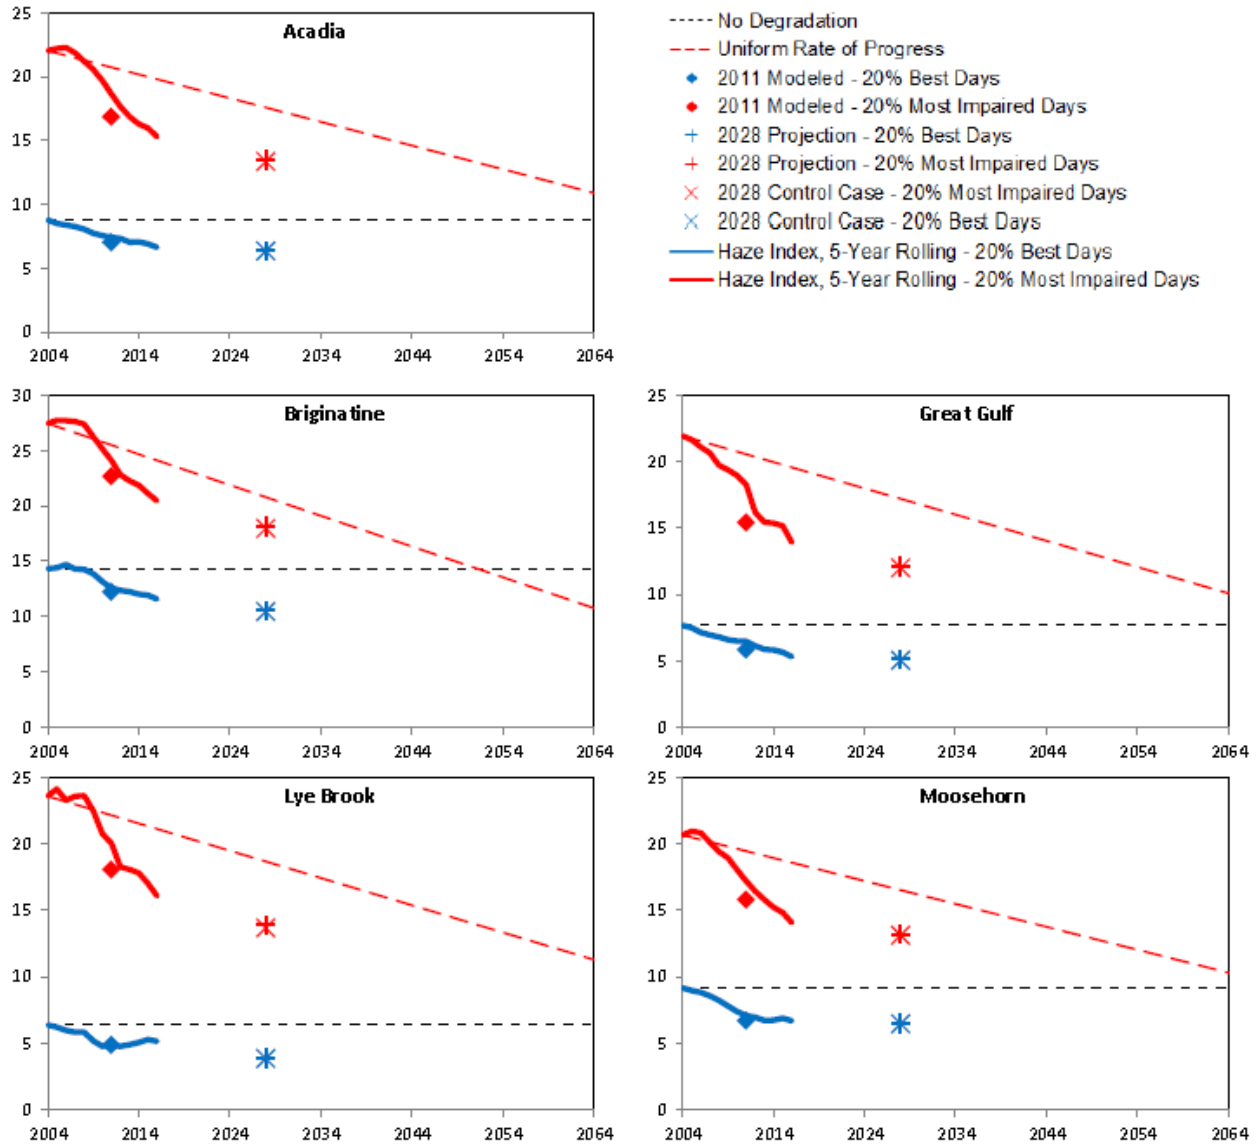 Acadia
25
20
15
10
5
0
2004 2014 2024 2034 2044 2054 2064
No Degradation
Uniform Rate of Progress
2011 Modeled - 20% Best Days
2011 Modeled - 20% Most Impaired Days
2028 Projection - 20% Best Days
2028 Projection - 20% Most Impaired Days
2028 Control Case - 20% Most Impaired Days
2028 Control Case - 20% Best Days
Haze Index, 5-Year Rolling - 20% Best Days
Haze Index, 5-Year Rolling - 20% Most Impaired Days
Briginatine
30
25
20
15
10
5
0
2004 2014 2024 2034 2044 2054 2064
Great Gulf
25
20
15
10
5
0
2004 2014 2024 2034 2044 2054 2064
Lye Brook
25
20
15
10
5
0
2004 2014 2024 2034 2044 2054 2064
Moosehorn
25
20
15
10
5
0
2004 2014 2024 2034 2044 2054 2064